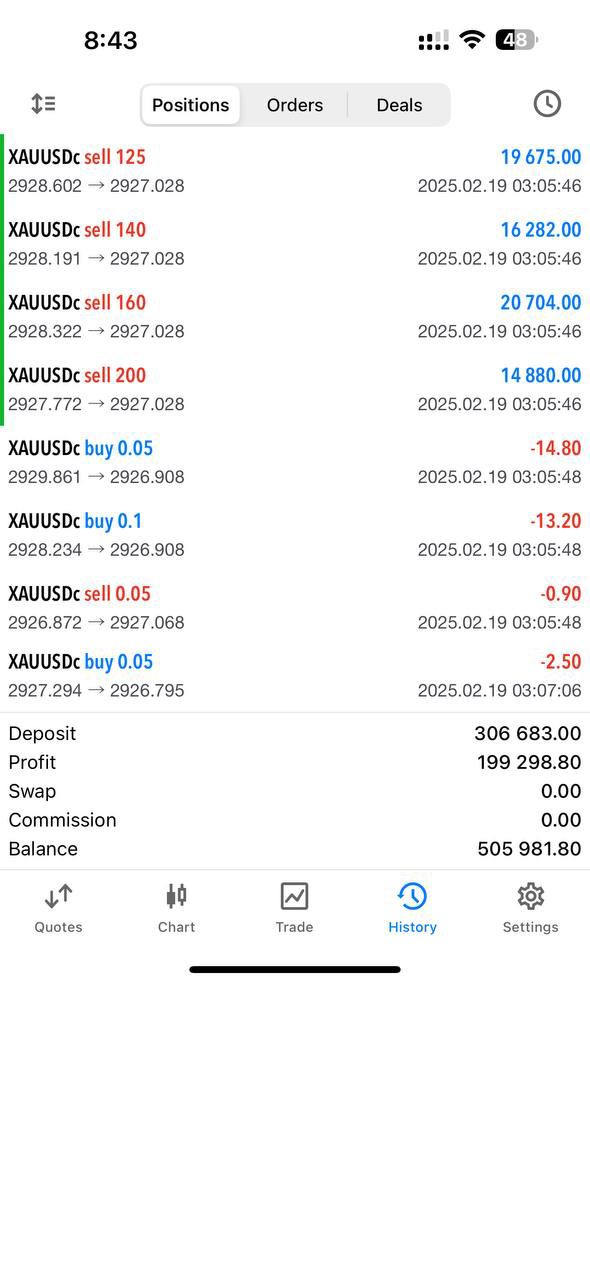 8:43
48
Positions Orders Deals
XAUUSDc sell 125 19 675.00
2928.602 → 2927.028 2025.02.19 03:05:46
XAUUSDc sell 140 16 282.00
2928.191 → 2927.028 2025.02.19 03:05:46
XAUUSDc sell 160 20 704.00
2928.322 → 2927.028 2025.02.19 03:05:46
XAUUSDc sell 200 14 880.00
2927.772 → 2927.028 2025.02.19 03:05:46
XAUUSDc buy 0.05 -14.80
2929.861 → 2926.908 2025.02.19 03:05:48
XAUUSDc buy 0.1 -13.20
2928.234 → 2926.908 2025.02.19 03:05:48
XAUUSDc sell 0.05 -0.90
2926.872 → 2927.068 2025.02.19 03:05:48
XAUUSDc buy 0.05 -2.50
2927.294 → 2926.795 2025.02.19 03:07:06
Deposit 306 683.00
Profit 199 298.80
Swap 0.00
Commission 0.00
Balance 505 981.80
Quotes Chart Trade History Settings